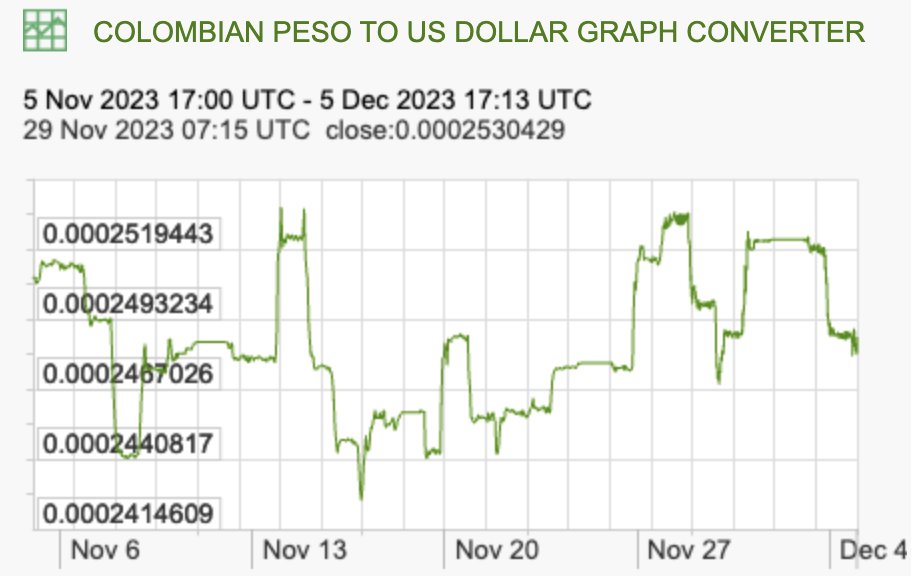 COLOMBIAN PESO TO US DOLLAR GRAPH CONVERTER
5 Nov 2023 17:00 UTC - 5 Dec 2023 17:13 UTC
29 Nov 2023 07:15 UTC close:0.0002530429
0.0002519443
0.0002493234
0.0002467026
0.0002440817
0.0002414609
Nov 6 Nov 13 Nov 20 Nov 27 Dec 4